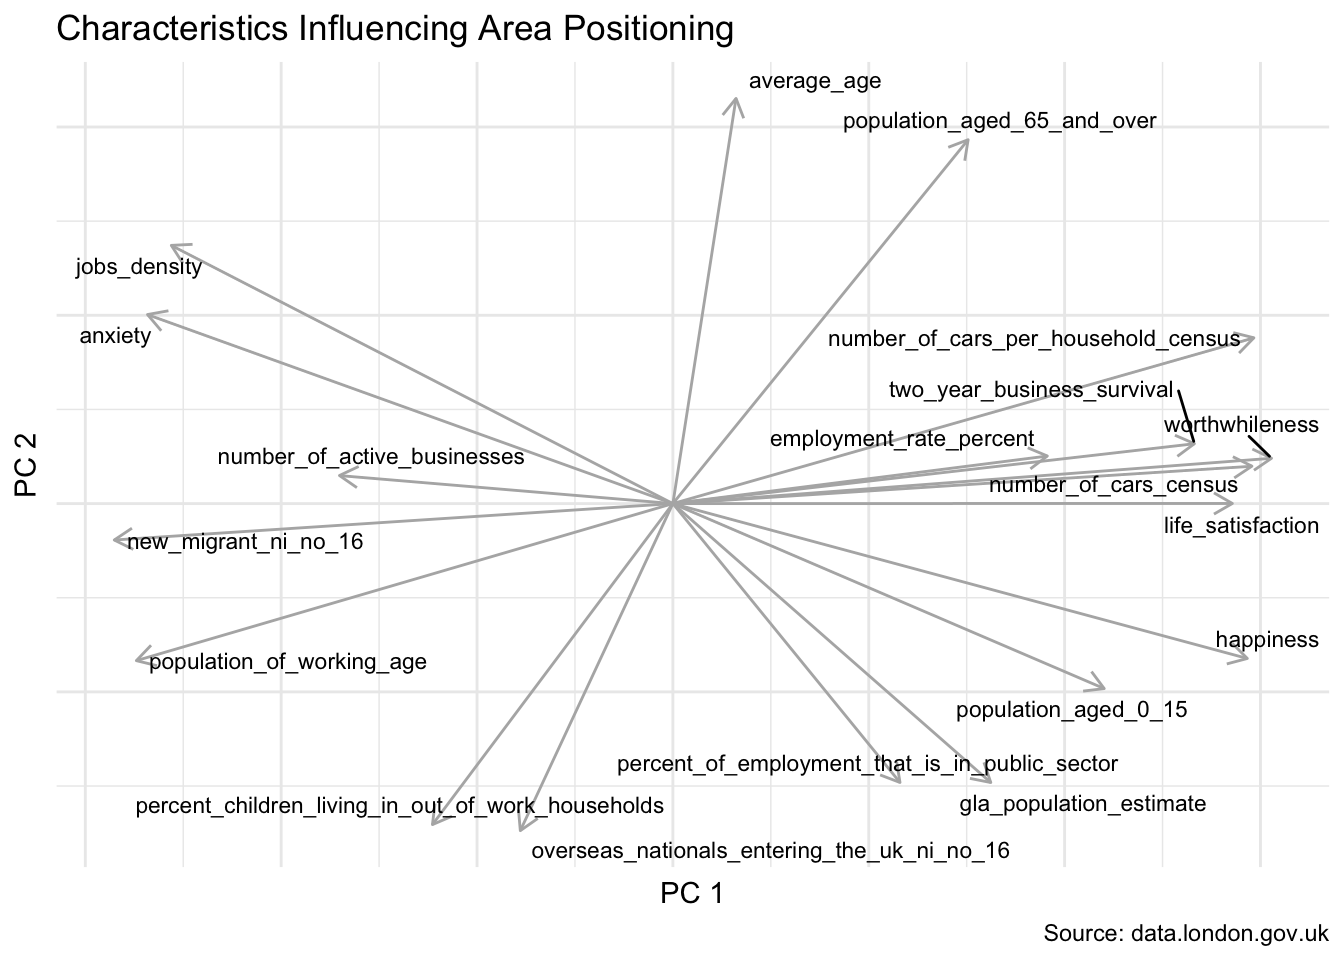 Characteristics Influencing Area Positioning
average_age
population_aged_65_and_over
jobs_density
anxiety
number_of_cars_per_household_census
two_year_business_survival
worthwhileness
employment_rate_percent
number_of_active_businesses
number_of_cars_census
life_satisfaction
new_migrant_ni_no_16
happiness
population_of_working_age
population_aged_0_15
percent_of_employment_that_is_in_public_sector
percent_children_living_in_out_of_work_households
gla_population_estimate
overseas_nationals_entering_the_uk_ni_no_16
PC 2
PC 1
Source: data.london.gov.uk